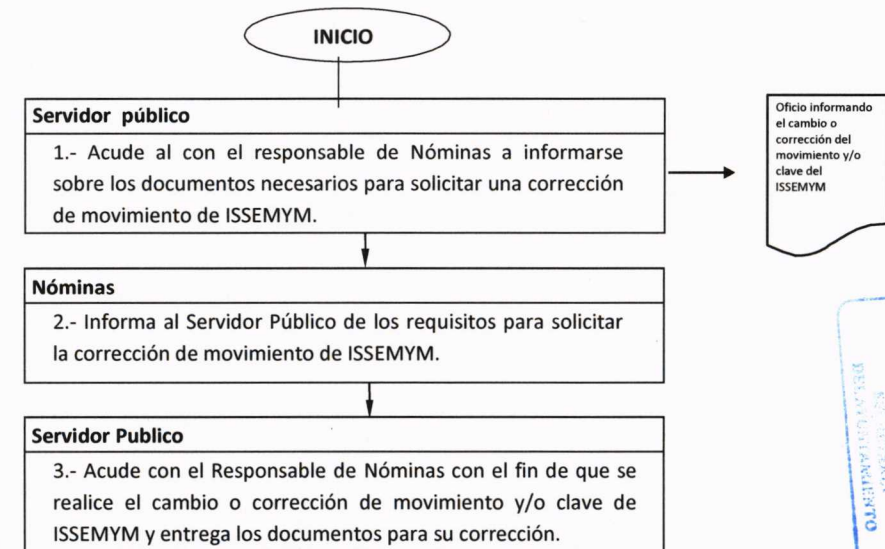 INICIO
Servidor público
1.- Acude al con el responsable de Nóminas a informarse
sobre los documentos necesarios para solicitar una corrección
de movimiento de ISSEMYM.
Oficio informando
el cambio o
corrección del
movimiento y/o
clave del
ISSEMYM
Nóminas
2.- Informa al Servidor Público de los requisitos para solicitar
la corrección de movimiento de ISSEMYM.
Servidor Publico
3.- Acude con el Responsable de Nóminas con el fin de que se
realice el cambio o corrección de movimiento y/o clave de
ISSEMYM y entrega los documentos para su corrección.
DEL AYUNTAMIENTO